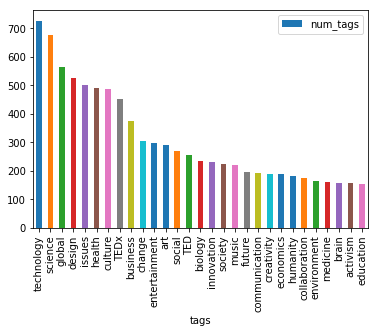 num_tags
700
600
500
400
300
200
100
0
technology
science
global
design
issues
health
culture
TEDx
business
change
entertainment
art
social
TED
biology
innovation
society
music
future
communication
creativity
economics
humanity
collaboration
environment
medicine
brain
activism
education
tags